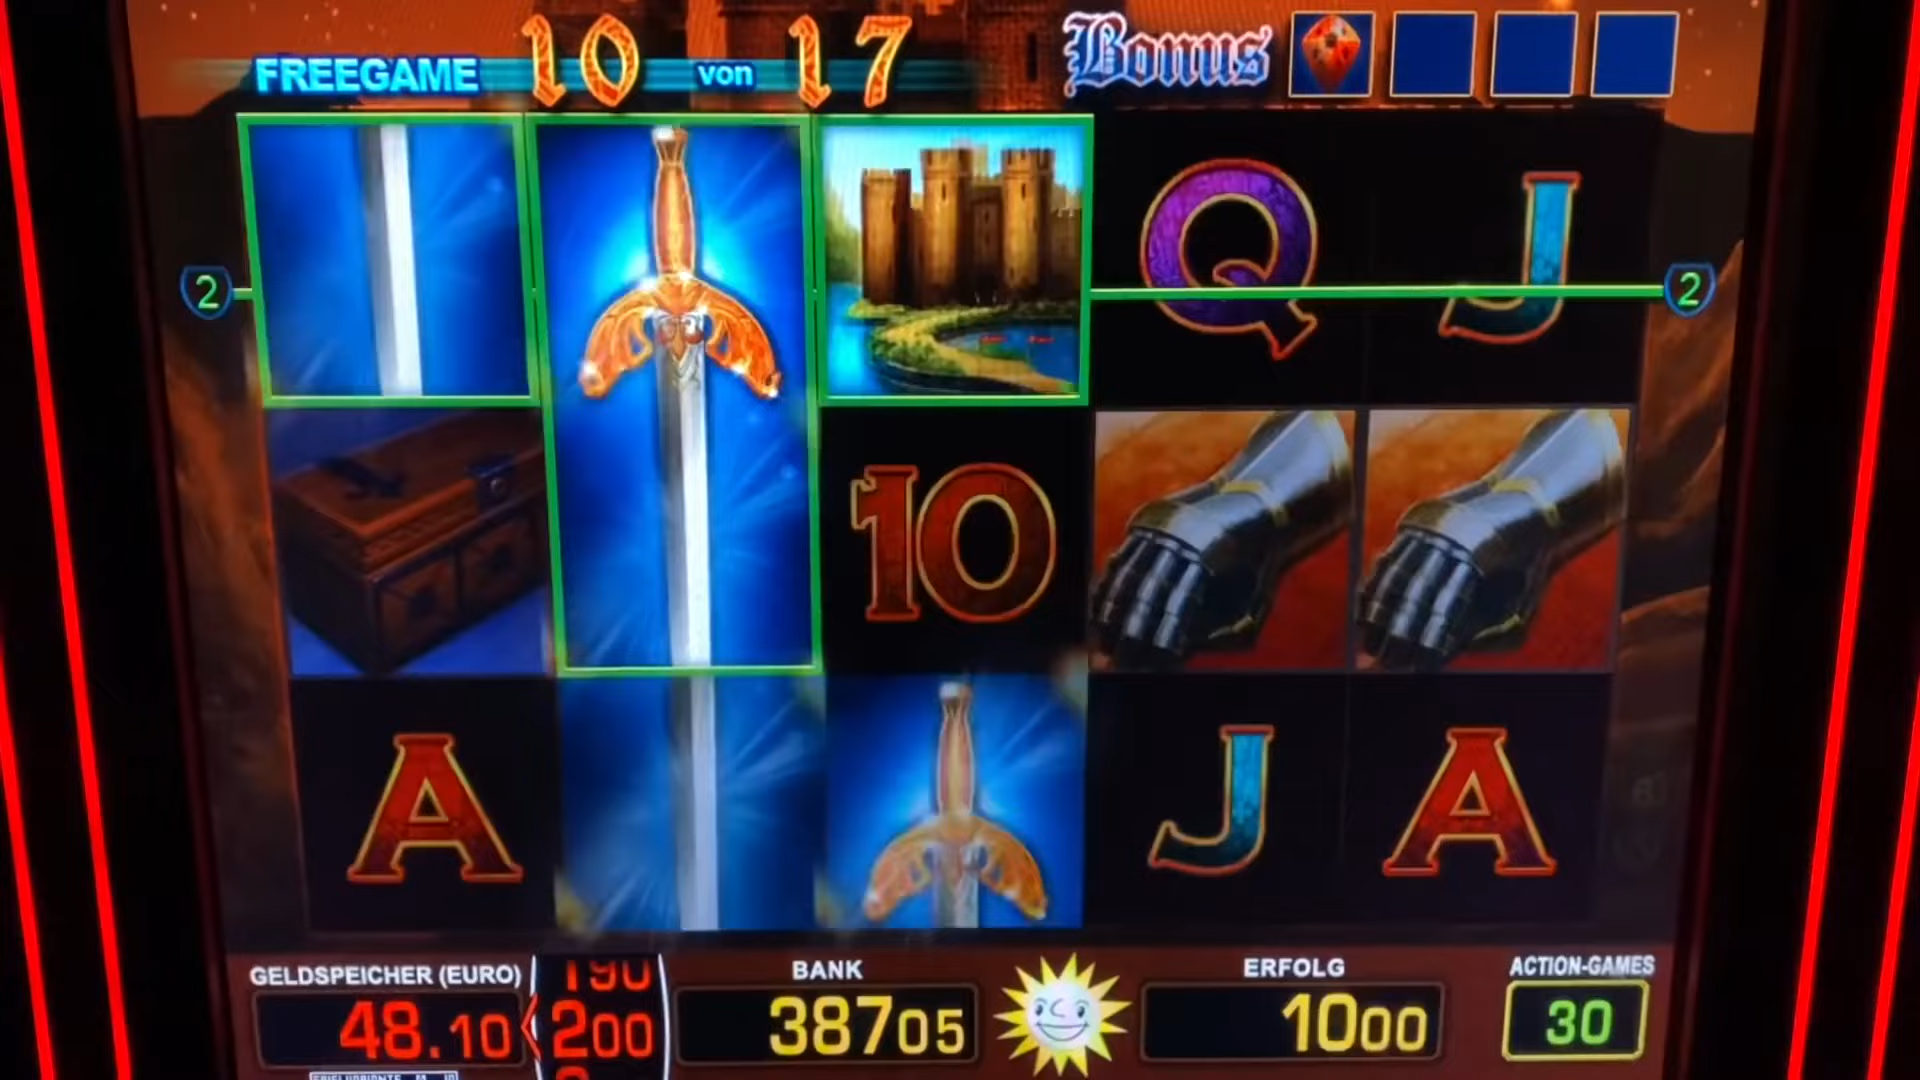 FREEGAME 10 von 17 Bonus
2 Q J 2
10
A J A
GELDSPEICHER (EURO) 190 BANK ERFOLG ACTION-GAMES
48.10 200 38705 1000 30